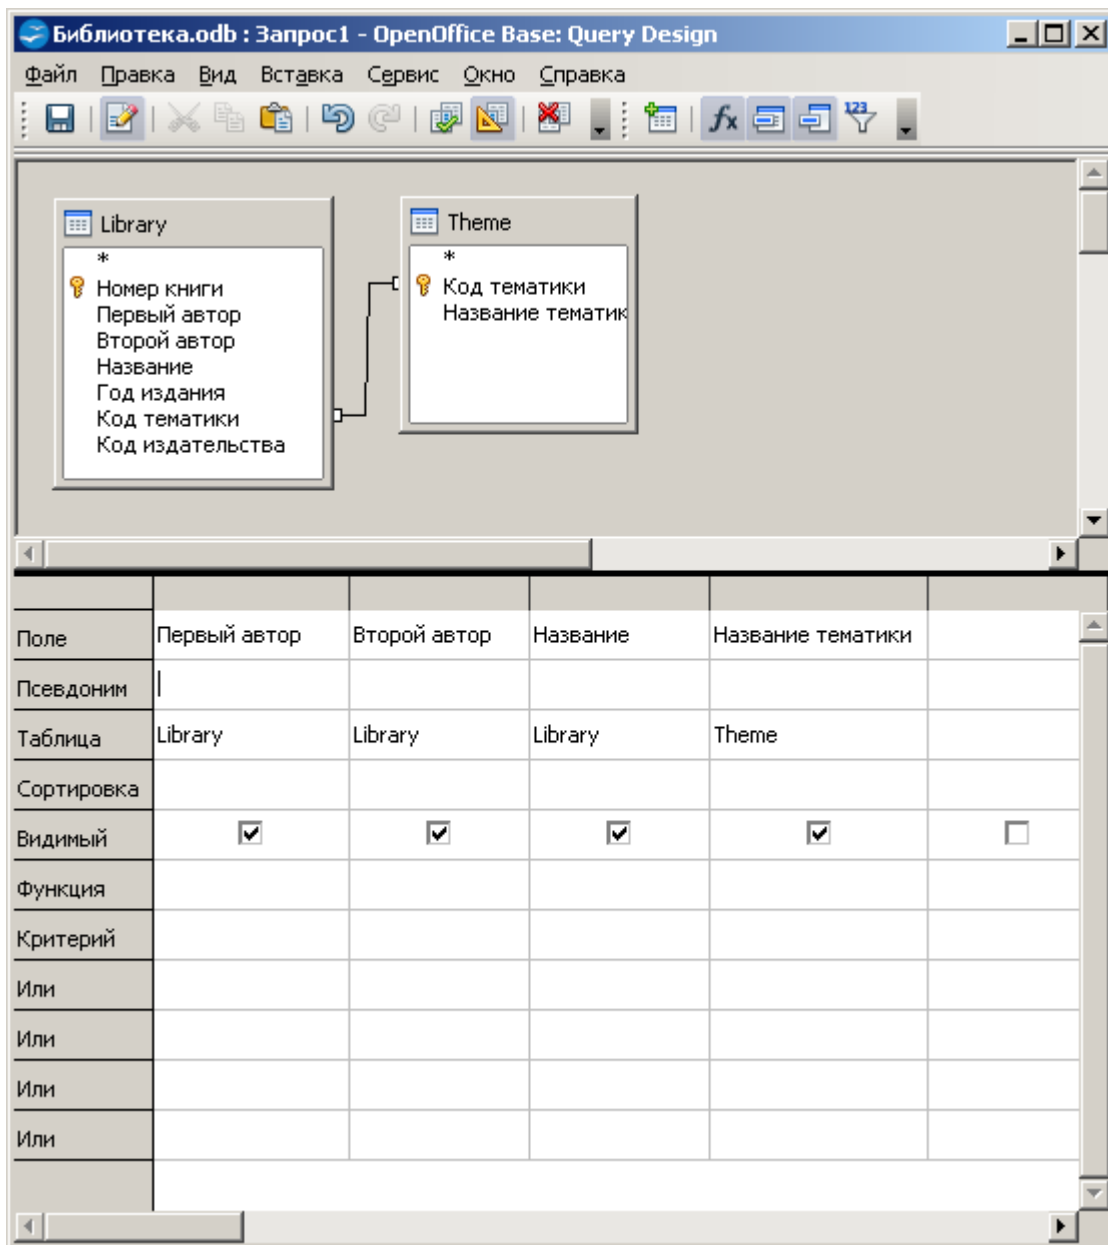 Библиотека.odb : Запрос1 - OpenOffice Base: Query Design
Файл Правка Вид Вставка Сервис Окно Справка
123
Library
*
Номер книги
Первый автор
Второй автор
Название
Год издания
Код тематики
Код издательства
Theme
*
Код тематики
Название тематик
Поле Первый автор Второй автор Название Название тематики
Псевдоним
Таблица Library Library Library Theme
Сортировка
Видимый
Функция
Критерий
Или
Или
Или
Или